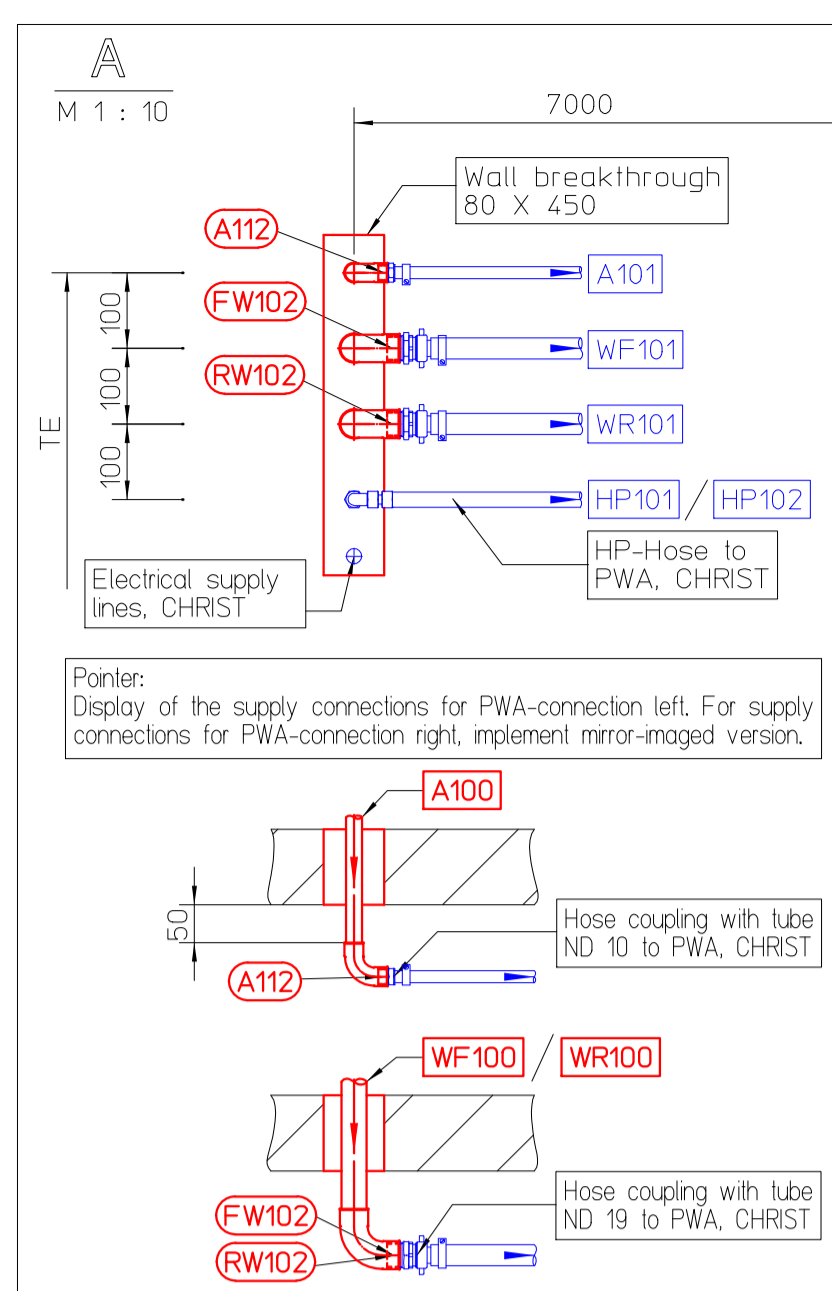 A
M 1 : 10
7000
Wall breakthrough
80 X 450
A112
A101
FW102
100
WF101
RW102
100
WR101
TE
100
HP101 / HP102
HP-Hose to
PWA, CHRIST
Electrical supply
lines, CHRIST
Pointer:
Display of the supply connections for PWA-connection left. For supply
connections for PWA-connection right, implement mirror-imaged version.
A100
50
Hose coupling with tube
ND 10 to PWA, CHRIST
A112
WF100 / WR100
Hose coupling with tube
ND 19 to PWA, CHRIST
FW102
RW102